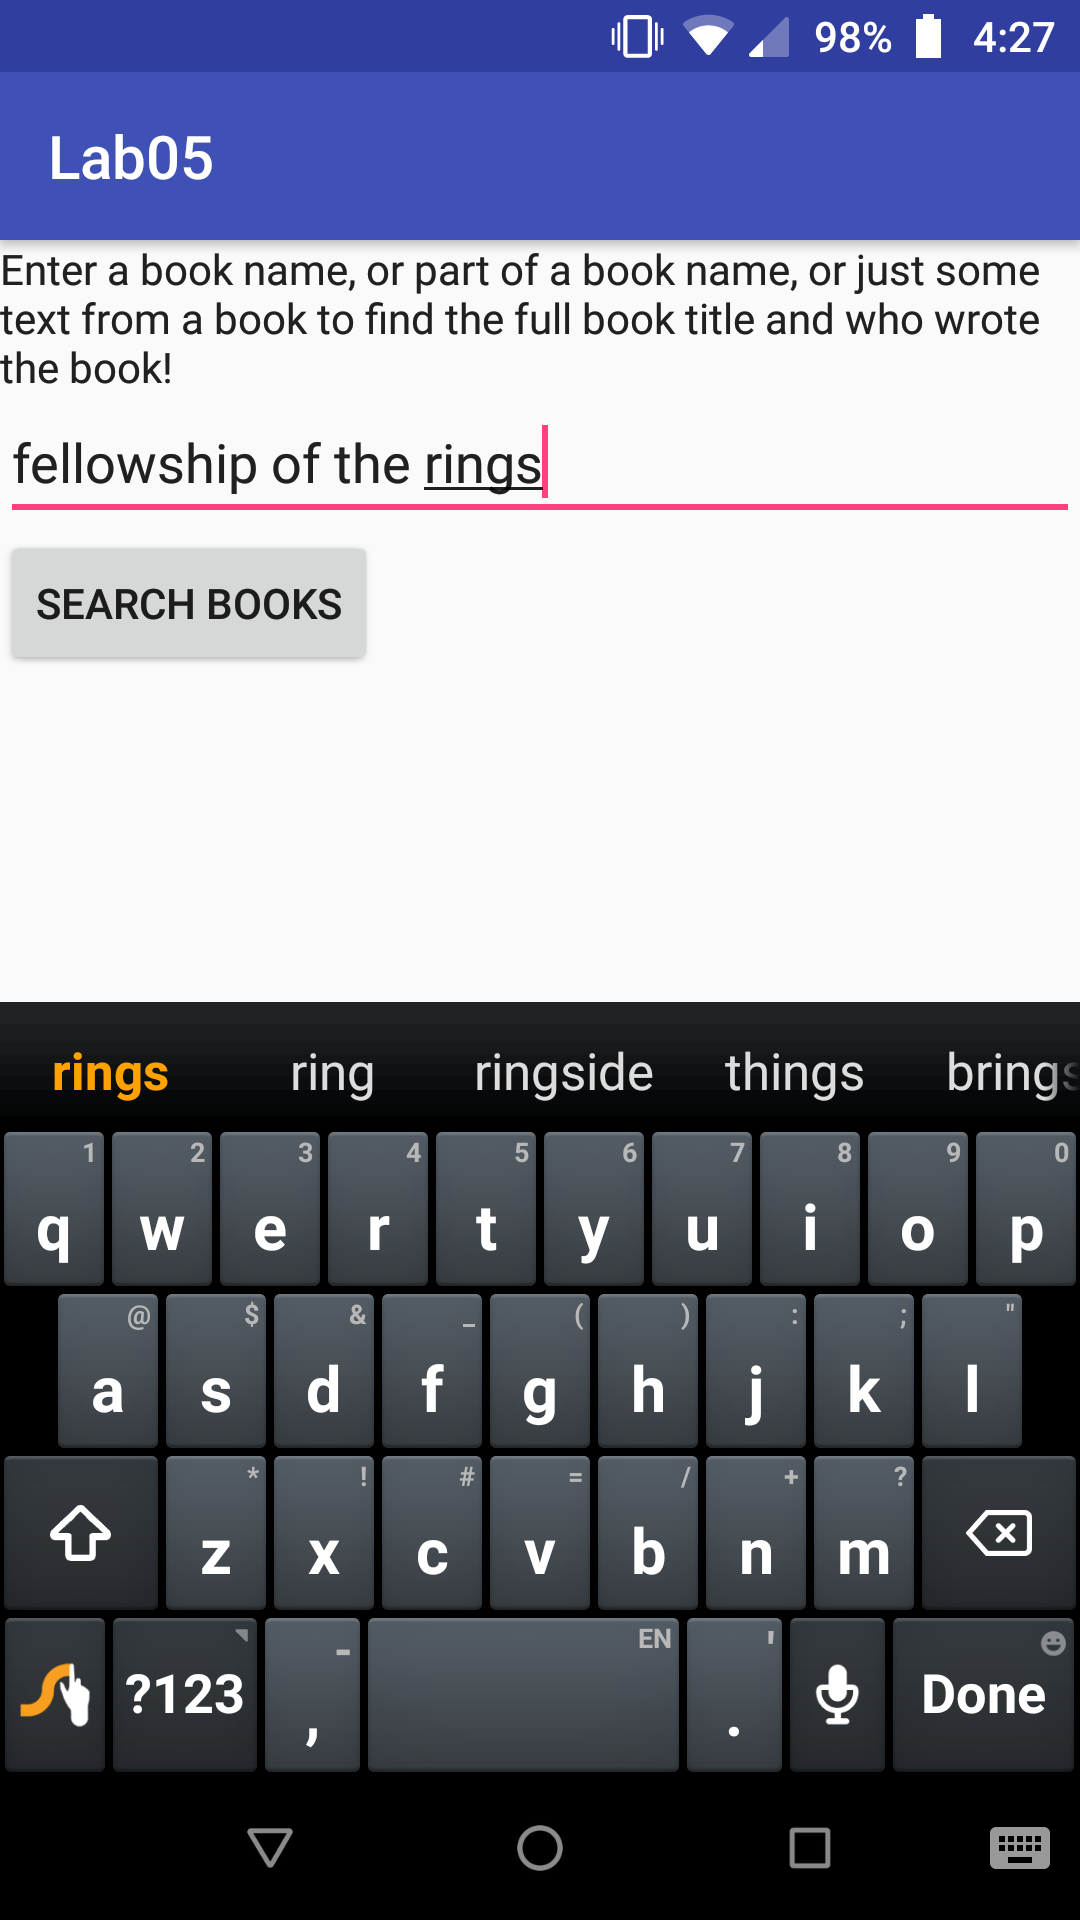 98% 4:27
Lab05
Enter a book name, or part of a book name, or just some
text from a book to find the full book title and who wrote
the book!
fellowship of the rings
SEARCH BOOKS
rings ring ringside things brings
1 2 3 4 5 6 7 8 9 0
q w e r t y u i o p
@ $ & _ ( ) : ; "
a s d f g h j k l
* ! # = / + ?
z x c v b n m
- EN '
?123 , . Done